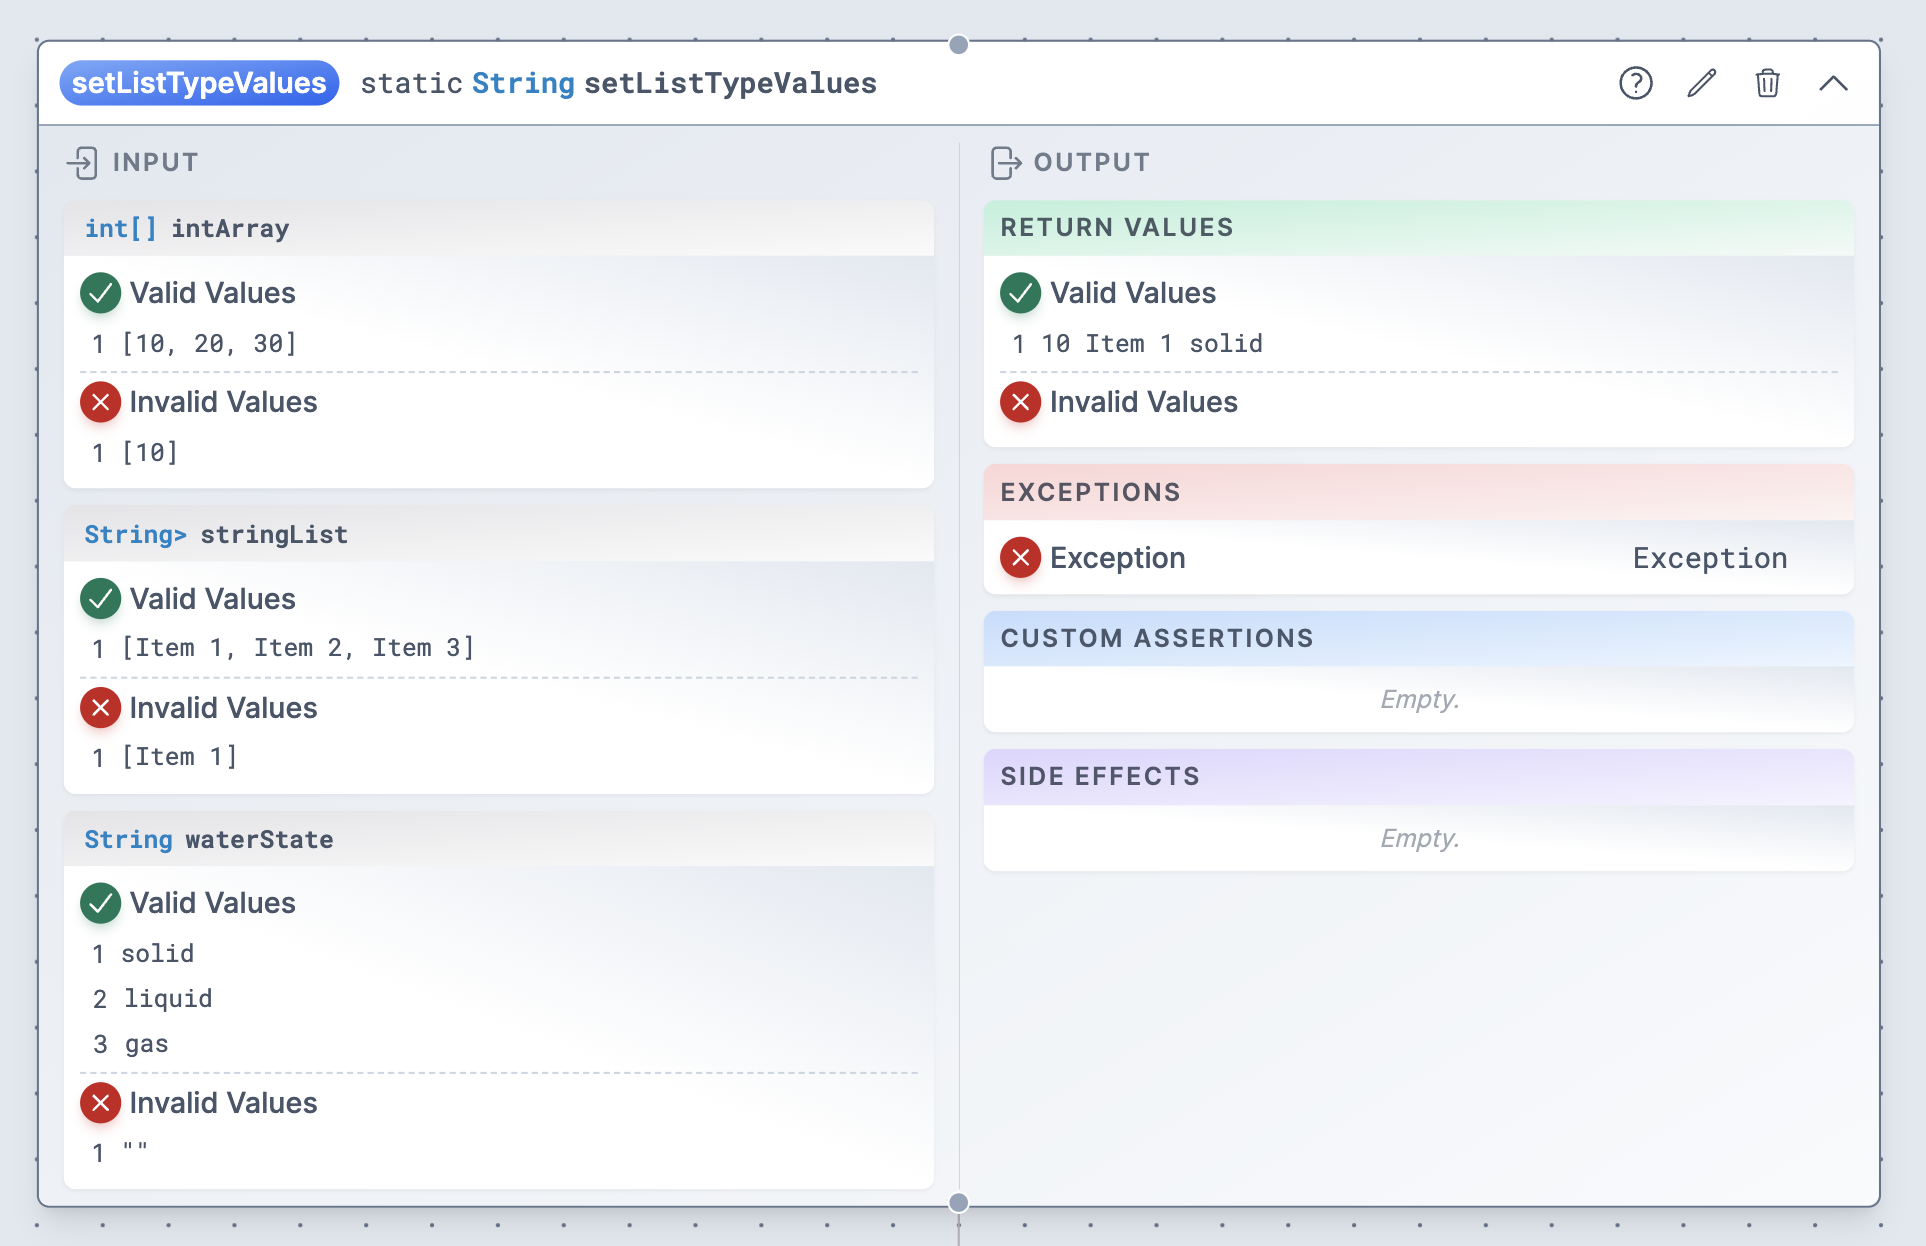 setListTypeValues static String setListTypeValues
INPUT
int[] intArray
Valid Values
1 [10, 20, 30]
Invalid Values
1 [10]
String> stringList
Valid Values
1 [Item 1, Item 2, Item 3]
Invalid Values
1 [Item 1]
String waterState
Valid Values
1 solid
2 liquid
3 gas
Invalid Values
1 ""
OUTPUT
RETURN VALUES
Valid Values
1 10 Item 1 solid
Invalid Values
EXCEPTIONS
Exception Exception
CUSTOM ASSERTIONS
Empty.
SIDE EFFECTS
Empty.